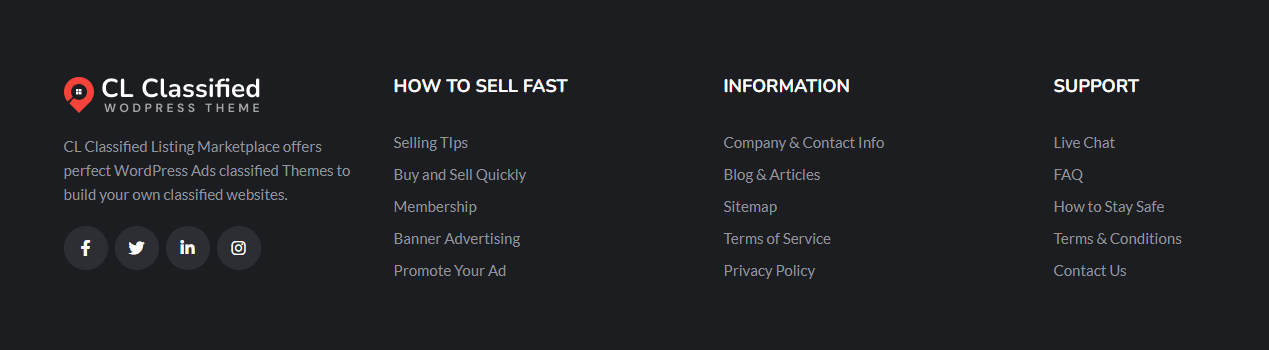 CL Classified
WODPRESS THEME
CL Classified Listing Marketplace offers
perfect WordPress Ads classified Themes to
build your own classified websites.
HOW TO SELL FAST
Selling TIps
Buy and Sell Quickly
Membership
Banner Advertising
Promote Your Ad
INFORMATION
Company & Contact Info
Blog & Articles
Sitemap
Terms of Service
Privacy Policy
SUPPORT
Live Chat
FAQ
How to Stay Safe
Terms & Conditions
Contact Us